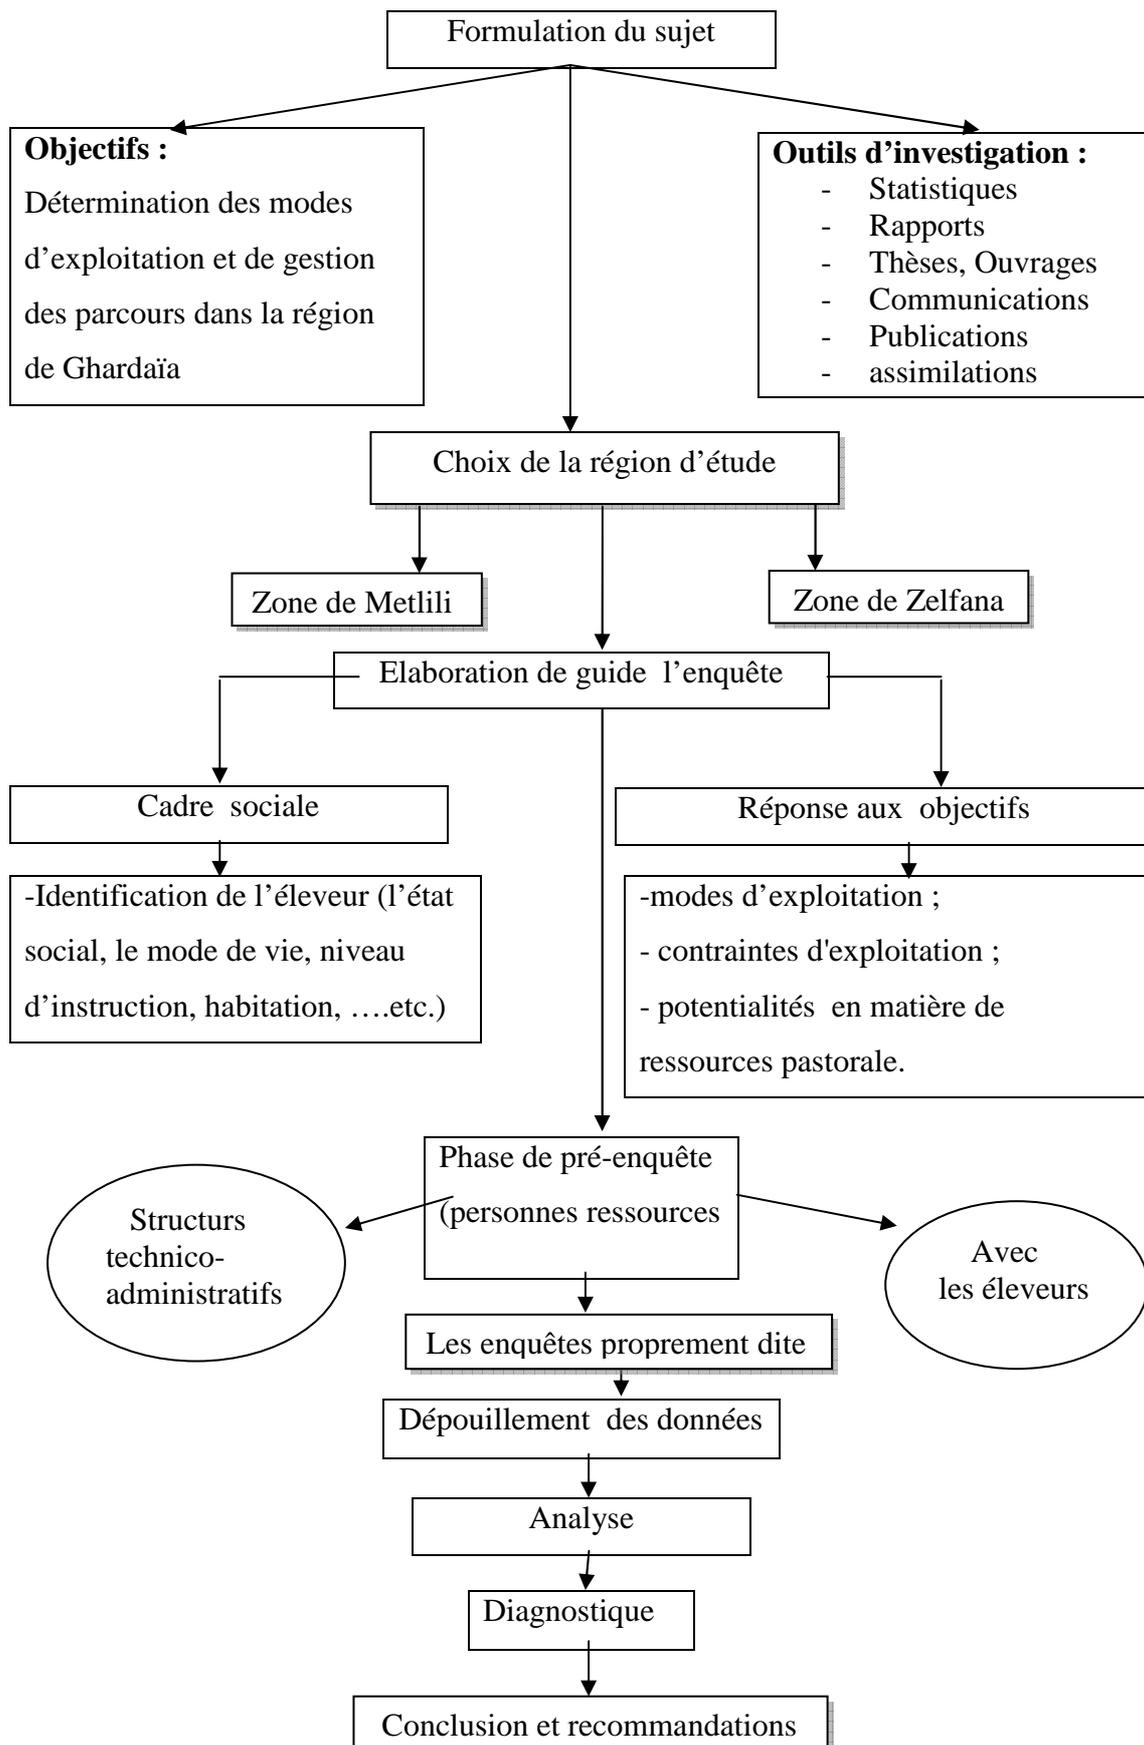 Formulation du sujet
Objectifs :
Détermination des modes
d’exploitation et de gestion
des parcours dans la région
de Ghardaïa
Outils d’investigation :
- Statistiques
- Rapports
- Thèses, Ouvrages
- Communications
- Publications
- assimilations
Choix de la région d’étude
Zone de Metlili
Zone de Zelfana
Elaboration de guide l’enquête
Cadre sociale
Réponse aux objectifs
-Identification de l’éleveur (l’état
social, le mode de vie, niveau
d’instruction, habitation, ….etc.)
-modes d’exploitation ;
- contraintes d'exploitation ;
- potentialités en matière de
ressources pastorale.
Phase de pré-enquête
(personnes ressources
Structurs
technico-
administratifs
Avec
les éleveurs
Les enquêtes proprement dite
Dépouillement des données
Analyse
Diagnostique
Conclusion et recommandations